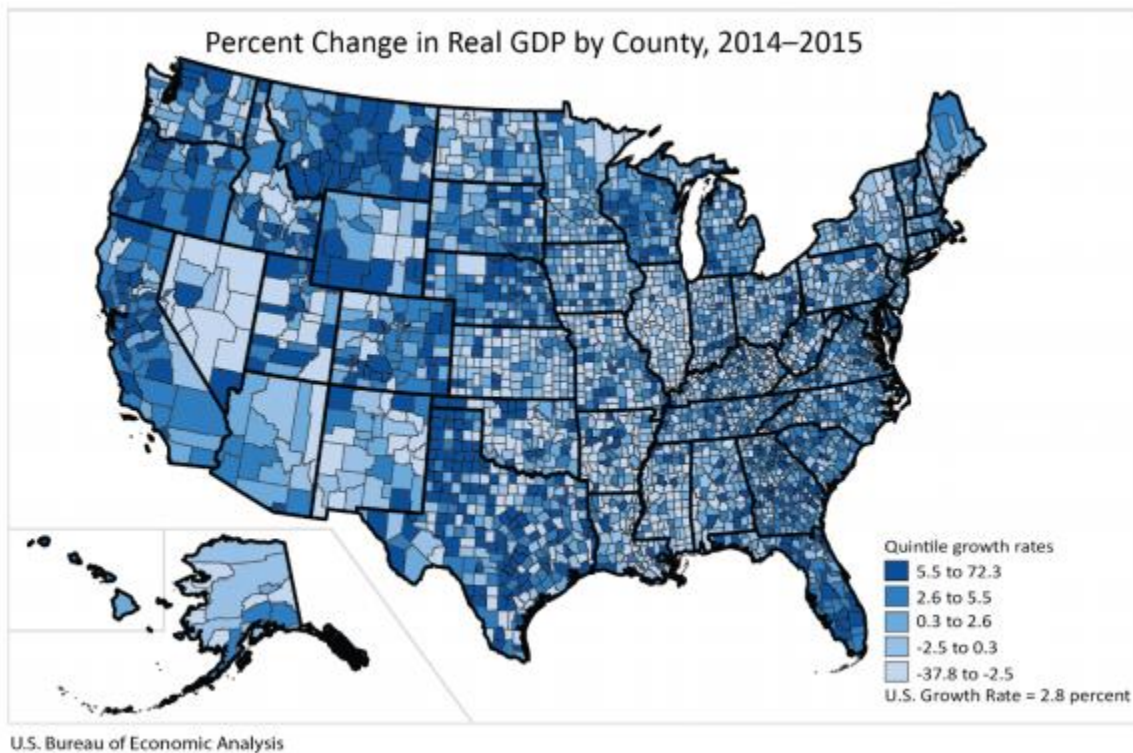 Percent Change in Real GDP by County, 2014–2015
Quintile growth rates
5.5 to 72.3
2.6 to 5.5
0.3 to 2.6
-2.5 to 0.3
-37.8 to -2.5
U.S. Growth Rate = 2.8 percent
U.S. Bureau of Economic Analysis